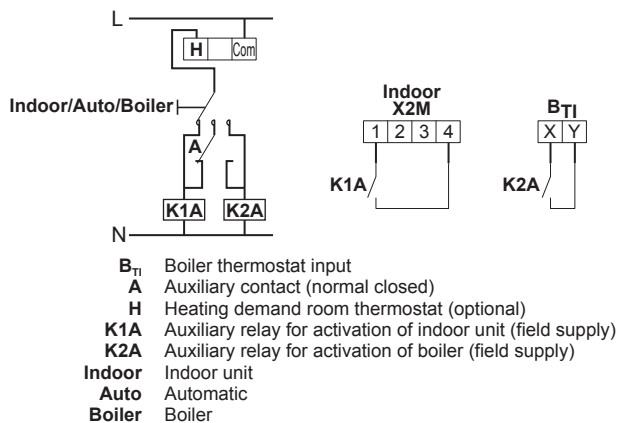 L
H Com
Indoor/Auto/Boiler
A
K1A K2A
N
Indoor
X2M
1 2 3 4
K1A
BTI
X Y
K2A
BTI Boiler thermostat input
A Auxiliary contact (normal closed)
H Heating demand room thermostat (optional)
K1A Auxiliary relay for activation of indoor unit (field supply)
K2A Auxiliary relay for activation of boiler (field supply)
Indoor Indoor unit
Auto Automatic
Boiler Boiler